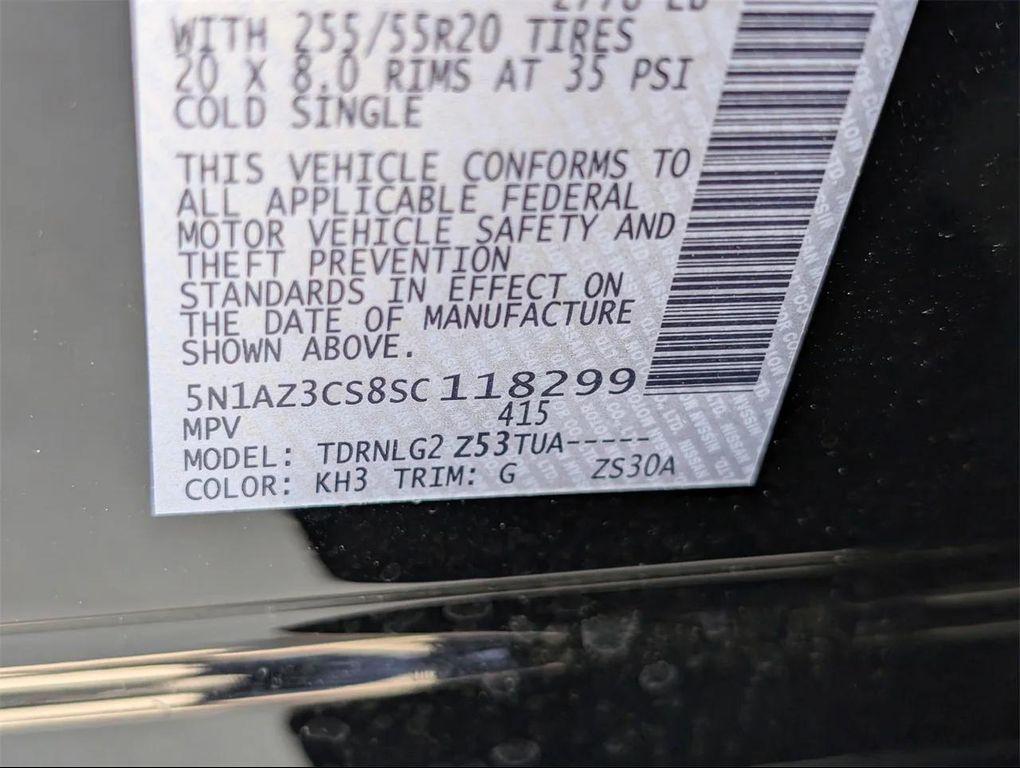 WITH 255/55R20 TIRES
20 X 8.0 RIMS AT 35 PSI
COLD SINGLE
THIS VEHICLE CONFORMS TO
ALL APPLICABLE FEDERAL
MOTOR VEHICLE SAFETY AND
THEFT PREVENTION
STANDARDS IN EFFECT ON
THE DATE OF MANUFACTURE
SHOWN ABOVE.
5N1AZ3CS8SC118299
MPV 415
MODEL: TDRNLG2 Z53TUA-----
COLOR: KH3 TRIM: G ZS30A